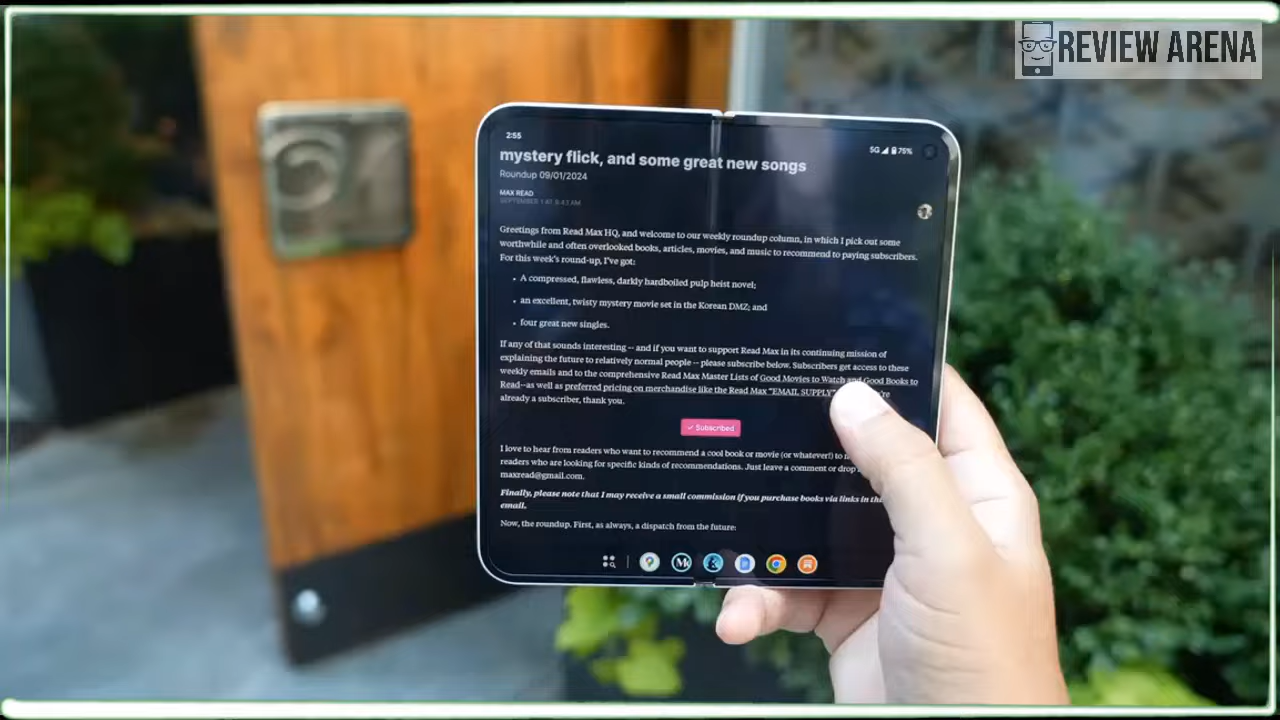 REVIEW ARENA
2:55
5G 75%
mystery flick, and some great new songs
Roundup 09/01/2024
MAX READ
SEPTEMBER 1 AT 9:43 AM
Greetings from Read Max HQ, and welcome to our weekly roundup column, in which I pick out some
worthwhile and often overlooked books, articles, movies, and music to recommend to paying subscribers.
For this week's round-up, I've got:
• A compressed, flawless, darkly hardboiled pulp heist novel;
• an excellent, twisty mystery movie set in the Korean DMZ; and
• four great new singles.
If any of that sounds interesting -- and if you want to support Read Max in its continuing mission of
explaining the future to relatively normal people -- please subscribe below. Subscribers get access to these
weekly emails and to the comprehensive Read Max Master Lists of Good Movies to Watch and Good Books to
Read--as well as preferred pricing on merchandise like the Read Max "EMAIL SUPPLY"
already a subscriber, thank you.
✓ Subscribed
I love to hear from readers who want to recommend a cool book or movie (or whatever!) to
readers who are looking for specific kinds of recommendations. Just leave a comment or drop
maxread@gmail.com.
Finally, please note that I may receive a small commission if you purchase books via links in
email.
Now, the roundup. First, as always, a dispatch from the future: